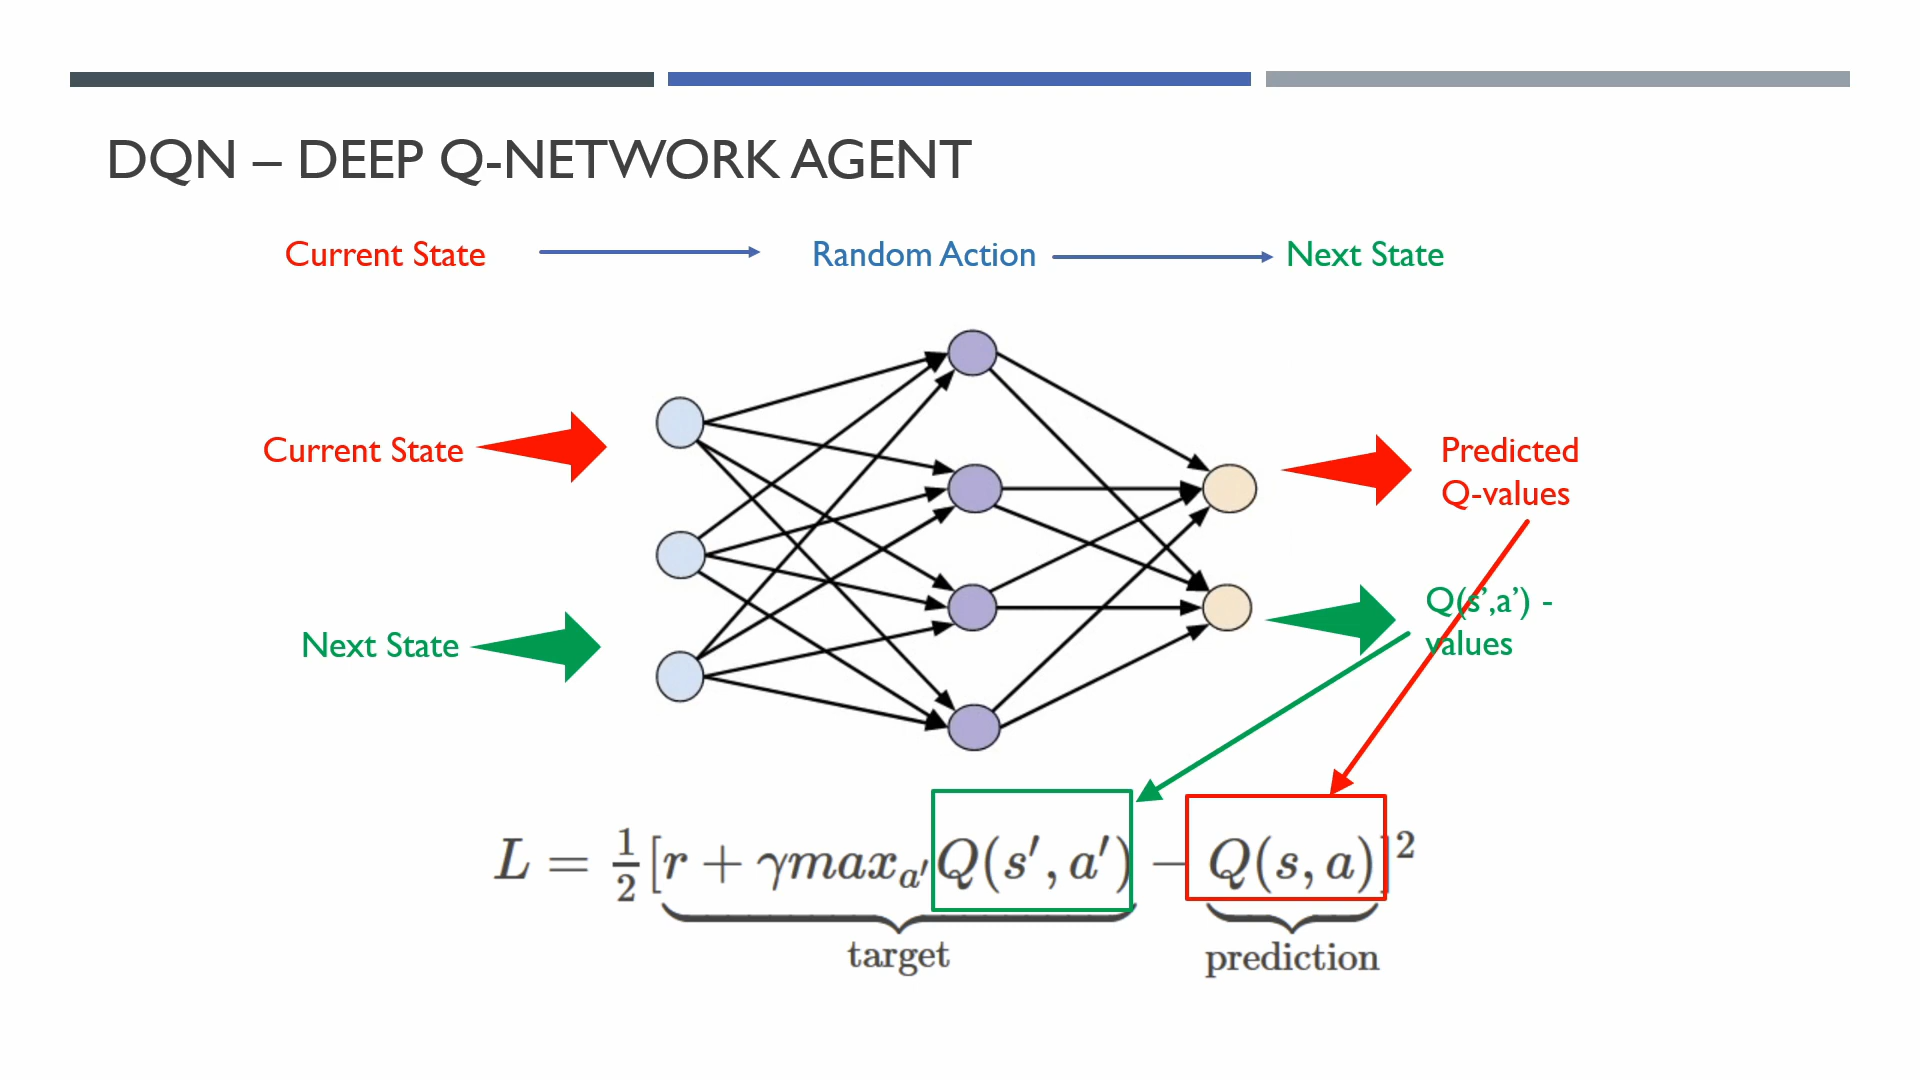 DQN – DEEP Q-NETWORK AGENT
Current State Random Action Next State
Current State
Predicted
Q-values
Next State
Q(s’,a’) -
values
L = 1/2 [r + γmax_a′ Q(s′, a′) − Q(s, a)]²
target
prediction